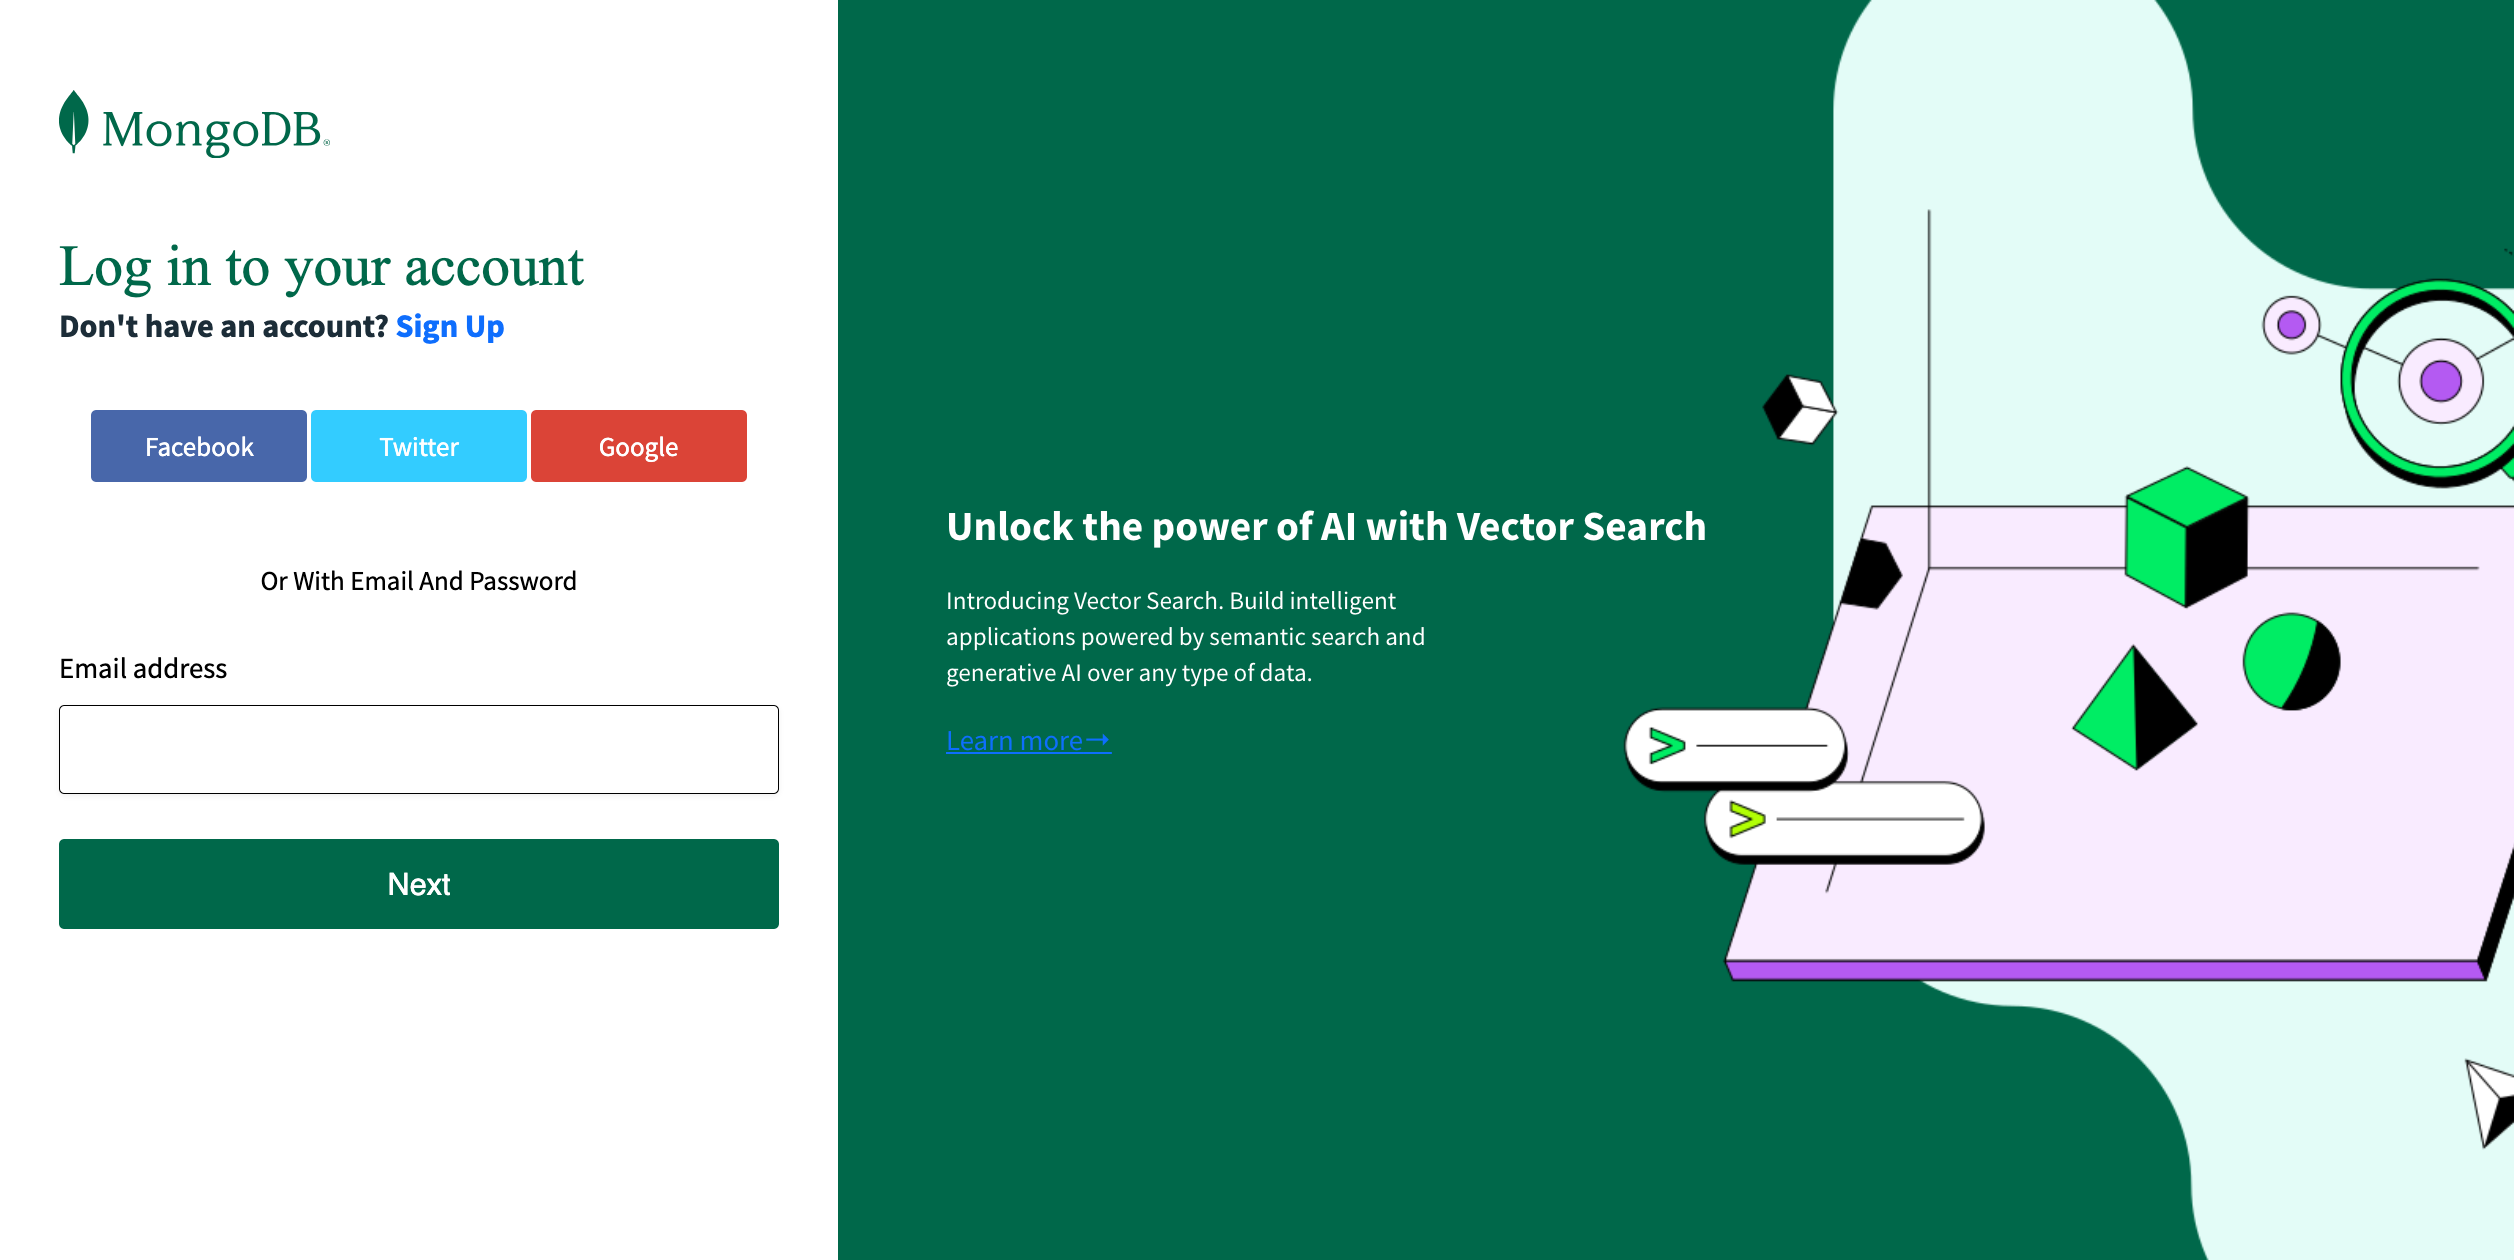 MongoDB®
Log in to your account
Don't have an account? Sign Up
Facebook
Twitter
Google
Or With Email And Password
Email address
Next
Unlock the power of AI with Vector Search
Introducing Vector Search. Build intelligent
applications powered by semantic search and
generative AI over any type of data.
Learn more→
>
>